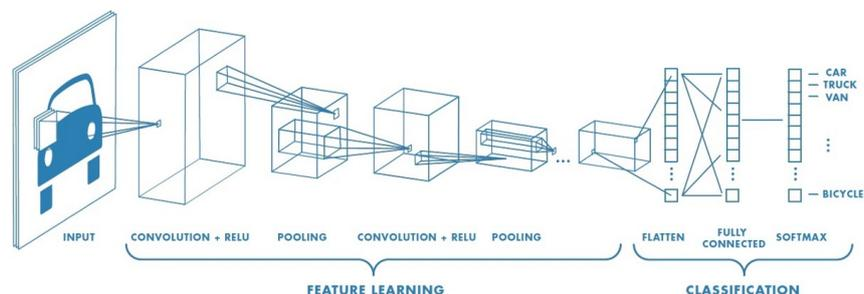 CAR
TRUCK
VAN
BICYCLE
INPUT
CONVOLUTION + RELU
POOLING
CONVOLUTION + RELU
POOLING
FLATTEN
FULLY
CONNECTED
SOFTMAX
FEATURE LEARNING
CLASSIFICATION